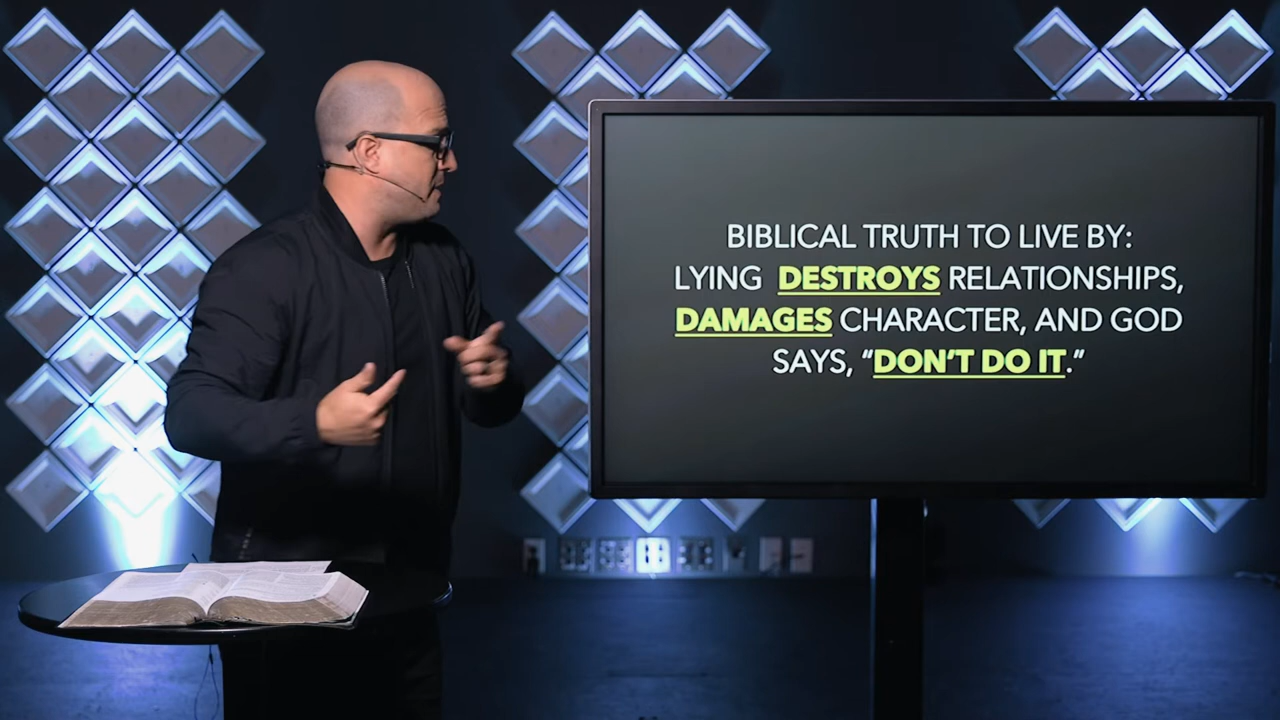 BIBLICAL TRUTH TO LIVE BY:
LYING DESTROYS RELATIONSHIPS,
DAMAGES CHARACTER, AND GOD
SAYS, “DON’T DO IT.”